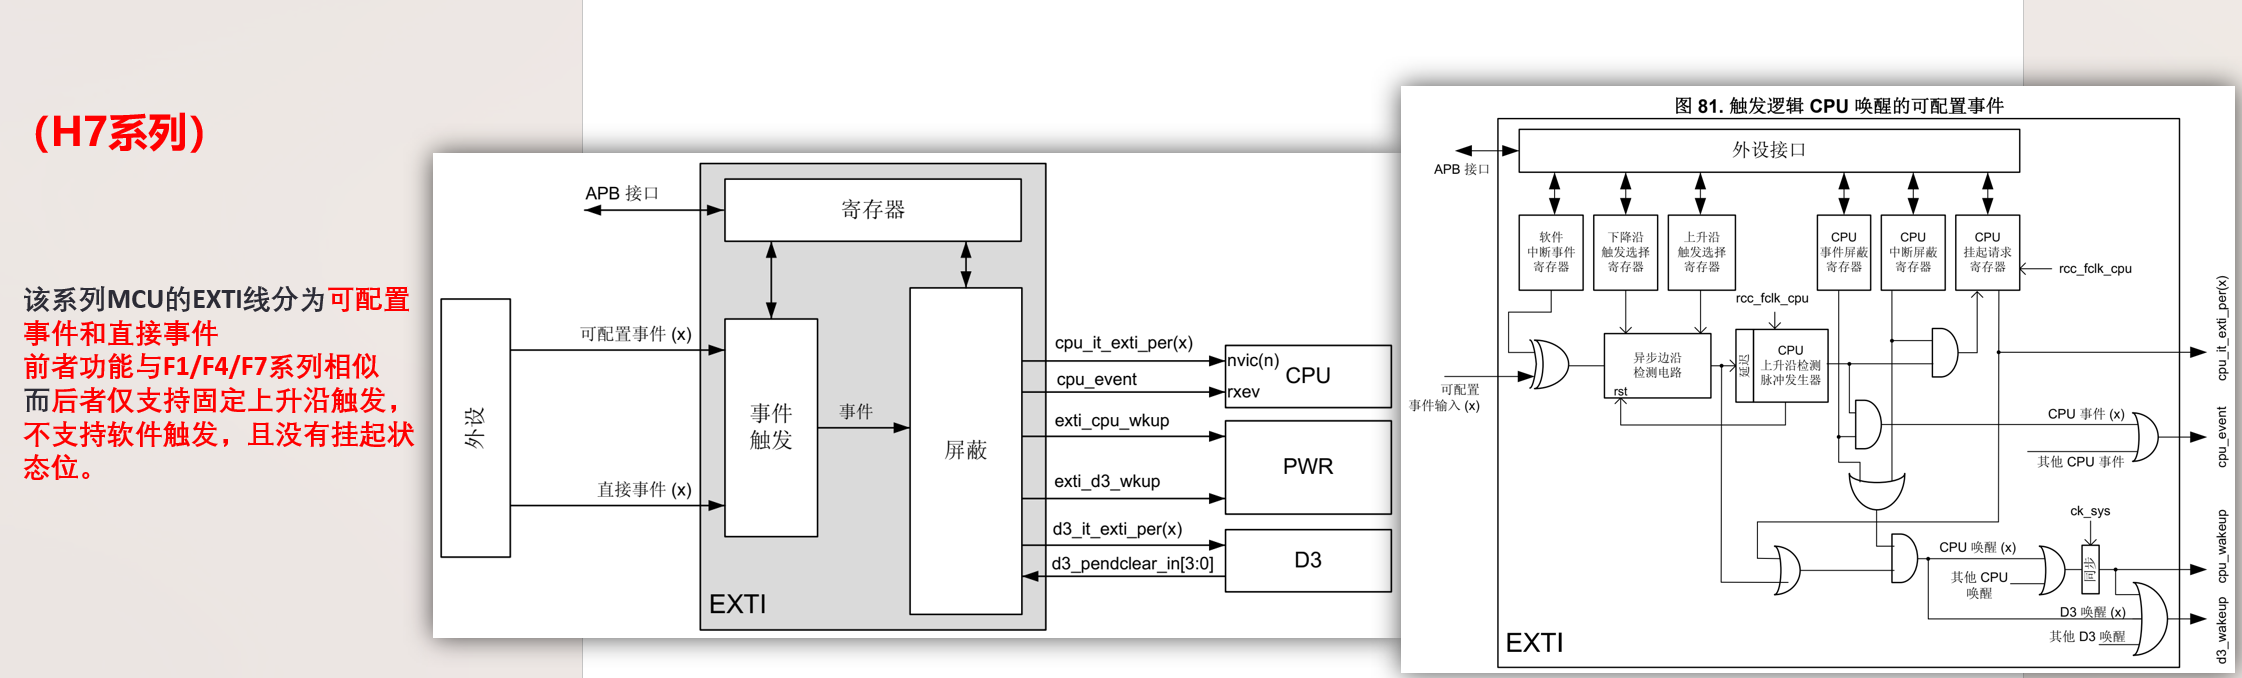 （H7系列）
该系列MCU的EXTI线分为可配置
事件和直接事件
前者功能与F1/F4/F7系列相似
而后者仅支持固定上升沿触发，
不支持软件触发，且没有挂起状
态位。
APB 接口
寄存器
外设
可配置事件 (x)
直接事件 (x)
事件
触发
事件
屏蔽
EXTI
cpu_it_exti_per(x)
nvic(n)
cpu_event
rxev
CPU
exti_cpu_wkup
exti_d3_wkup
PWR
d3_it_exti_per(x)
d3_pendclear_in[3:0]
D3
图 81. 触发逻辑 CPU 唤醒的可配置事件
APB 接口
外设接口
软件
中断事件
寄存器
下降沿
触发选择
寄存器
上升沿
触发选择
寄存器
CPU
事件屏蔽
寄存器
CPU
中断屏蔽
寄存器
CPU
挂起请求
寄存器
rcc_fclk_cpu
rcc_fclk_cpu
可配置
事件输入 (x)
异步边沿
检测电路
rst
延迟
CPU
上升沿检测
脉冲发生器
CPU 事件 (x)
其他 CPU 事件
ck_sys
CPU 唤醒 (x)
其他 CPU
唤醒
同步
D3 唤醒 (x)
其他 D3 唤醒
EXTI
cpu_it_exti_per(x)
cpu_event
cpu_wakeup
d3_wakeup